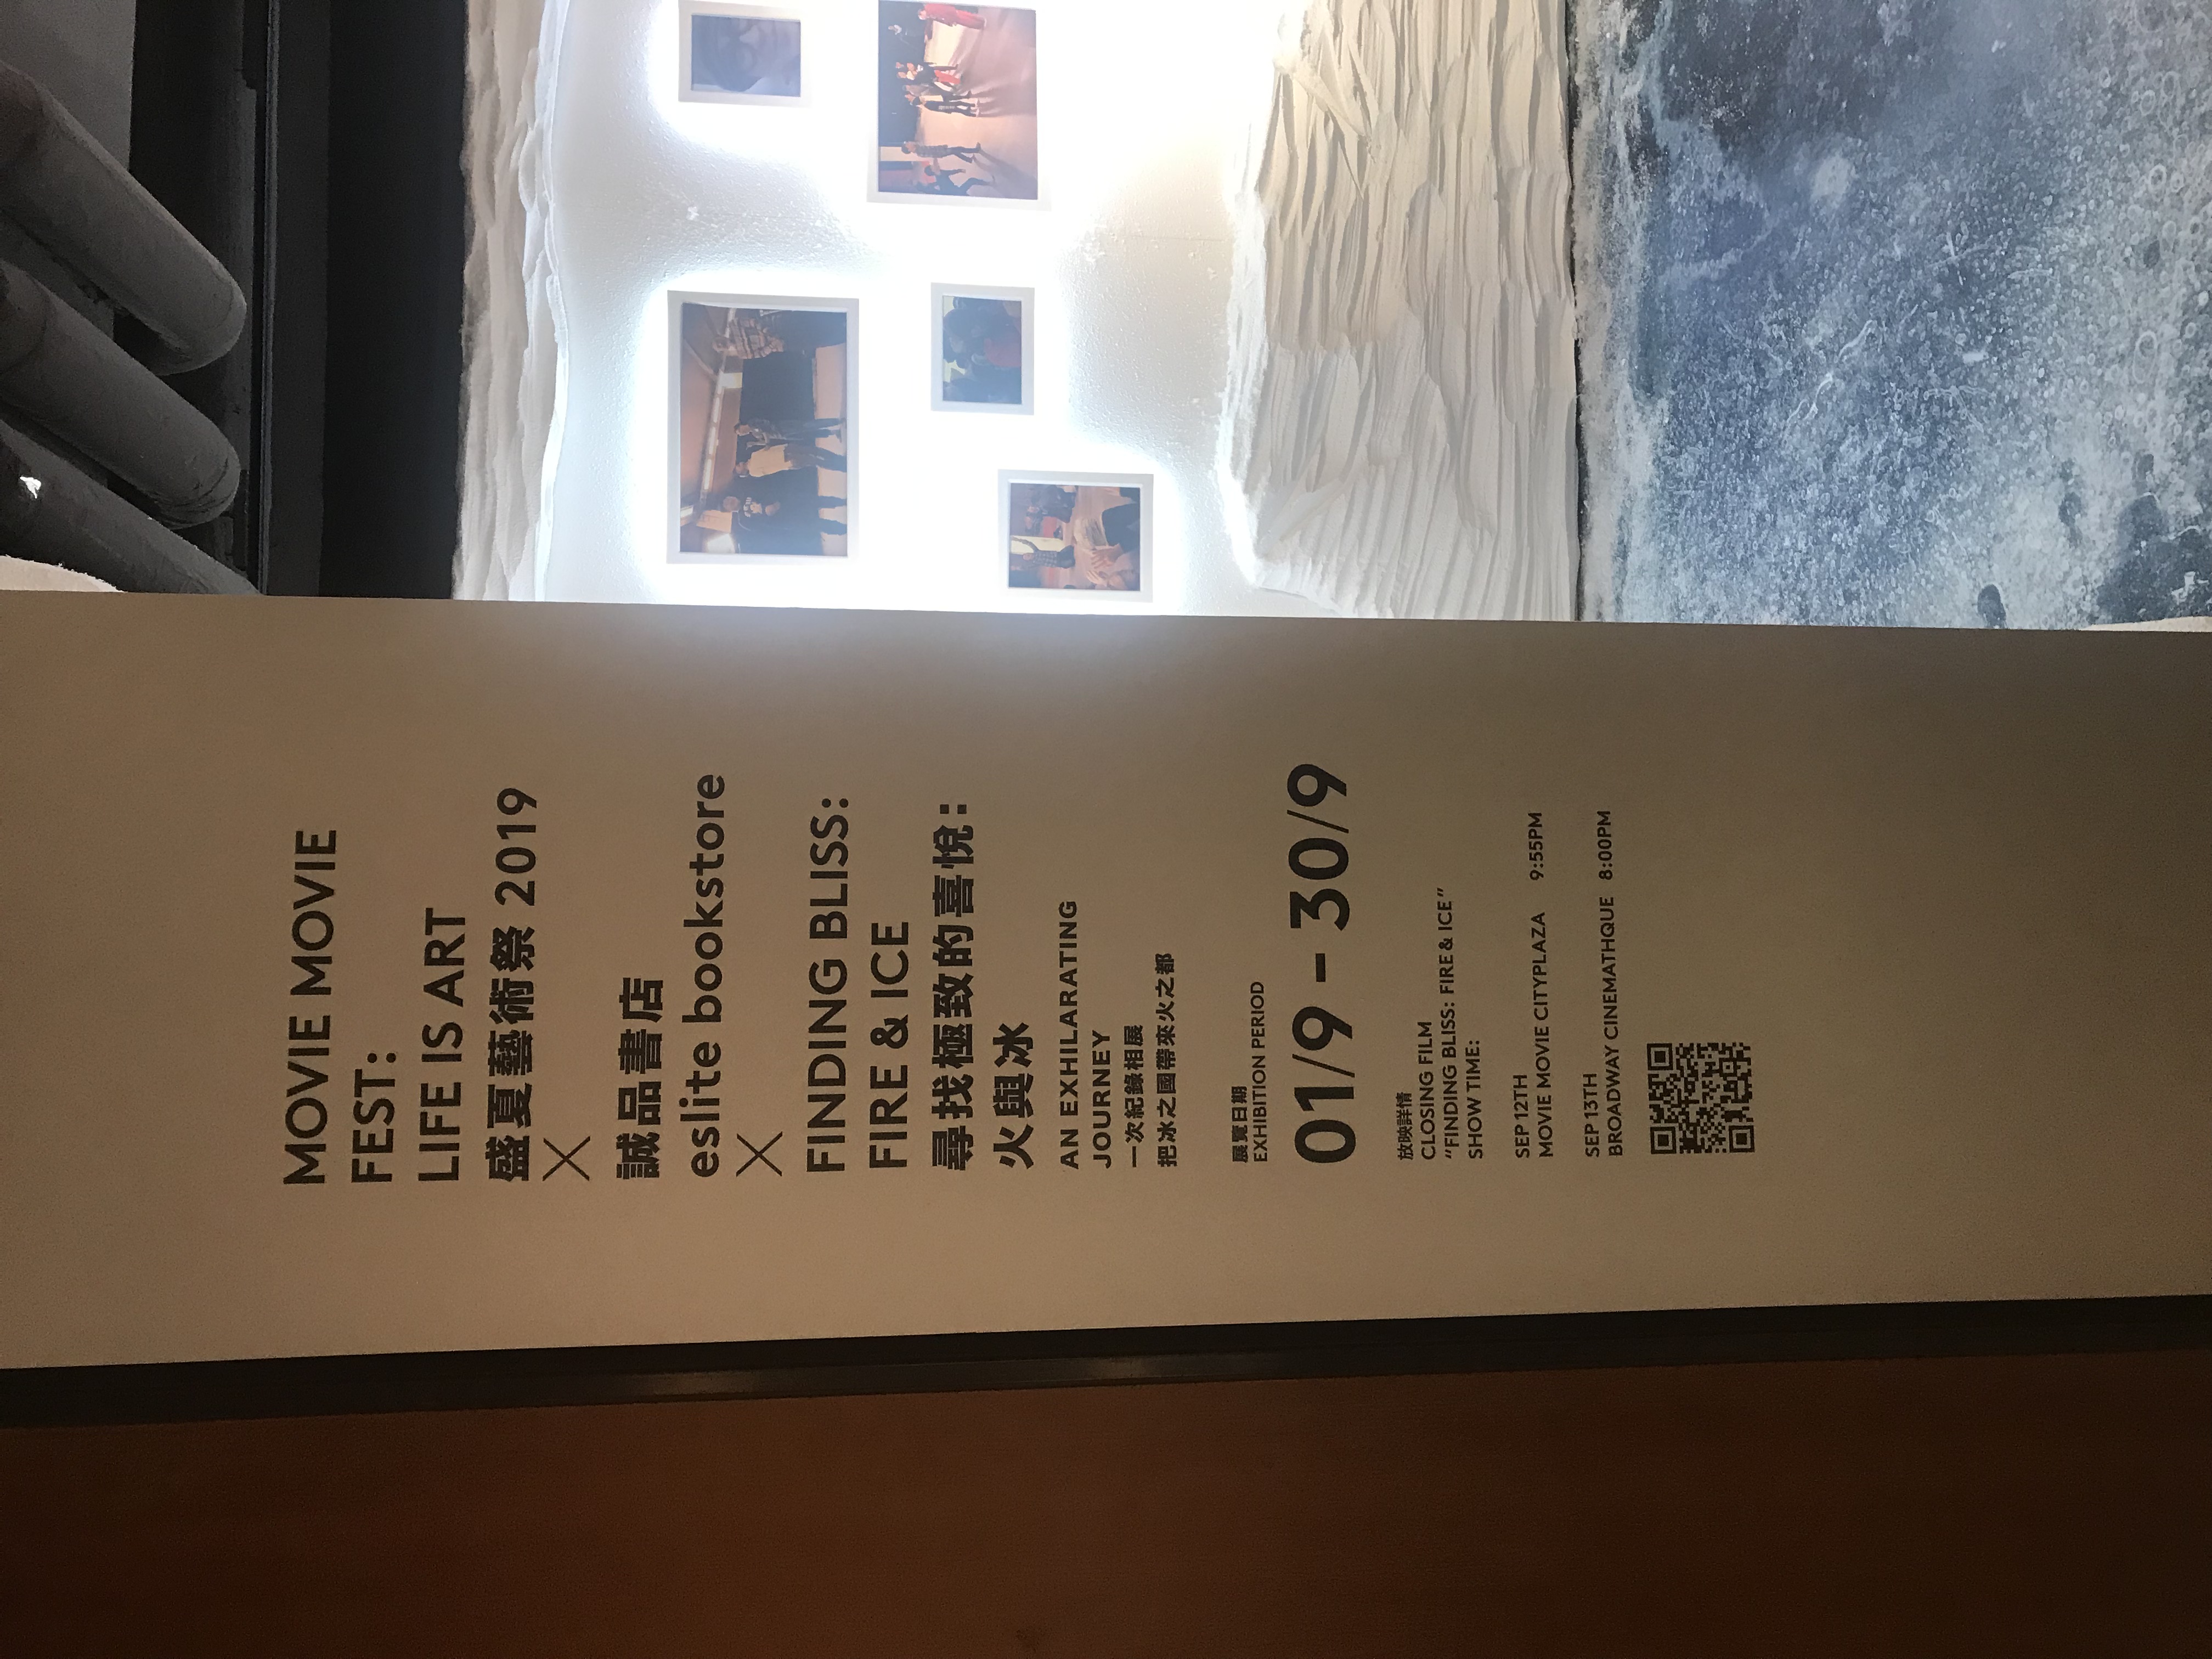 MOVIE MOVIE
FEST:
LIFE IS ART
盛夏藝術祭 2019
×
誠品書店
eslite bookstore
×
FINDING BLISS:
FIRE & ICE
尋找極致的喜悅：
火與冰
AN EXHILARATING
JOURNEY
一次紀錄相展
把冰之國帶來火之都
展覽日期
EXHIBITION PERIOD
01/9 – 30/9
放映詳情
CLOSING FILM
“FINDING BLISS: FIRE & ICE”
SHOW TIME:
SEP 12TH
MOVIE MOVIE CITYPLAZA 9:55PM
SEP 13TH
BROADWAY CINEMATHQUE 8:00PM